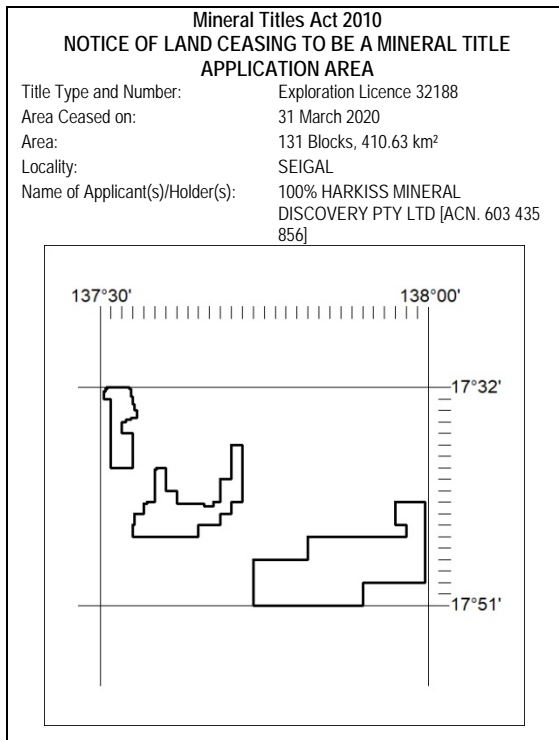 Mineral Titles Act 2010
NOTICE OF LAND CEASING TO BE A MINERAL TITLE
APPLICATION AREA
Title Type and Number: Exploration Licence 32188
Area Ceased on: 31 March 2020
Area: 131 Blocks, 410.63 km²
Locality: SEIGAL
Name of Applicant(s)/Holder(s): 100% HARKISS MINERAL
DISCOVERY PTY LTD [ACN. 603 435
856]
137°30' 138°00'
17°32'
17°51'